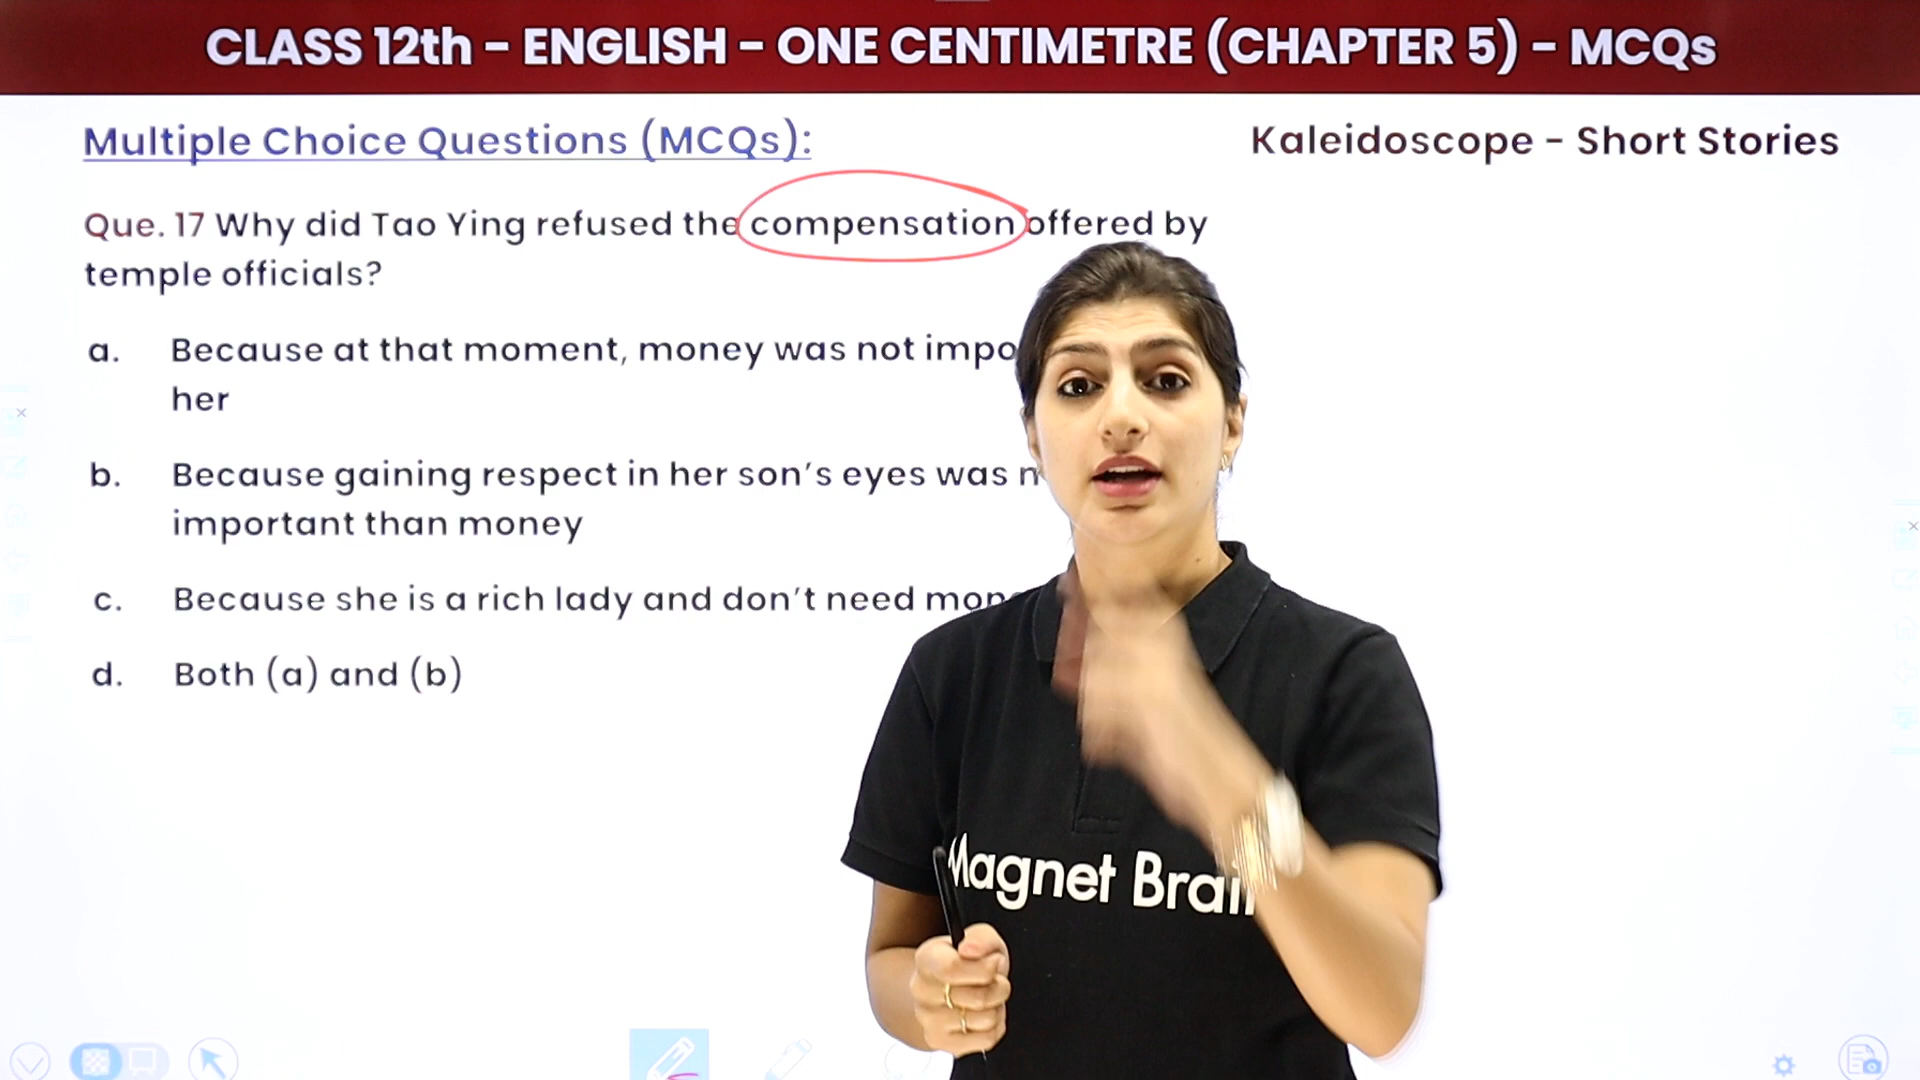 CLASS 12th – ENGLISH – ONE CENTIMETRE (CHAPTER 5) – MCQs
Multiple Choice Questions (MCQs):
Kaleidoscope - Short Stories
Que. 17 Why did Tao Ying refused the compensation offered by
temple officials?
a. Because at that moment, money was not
her
b. Because gaining respect in her son's eyes was
important than money
c. Because she is a rich lady and don't need
d. Both (a) and (b)
Magnet